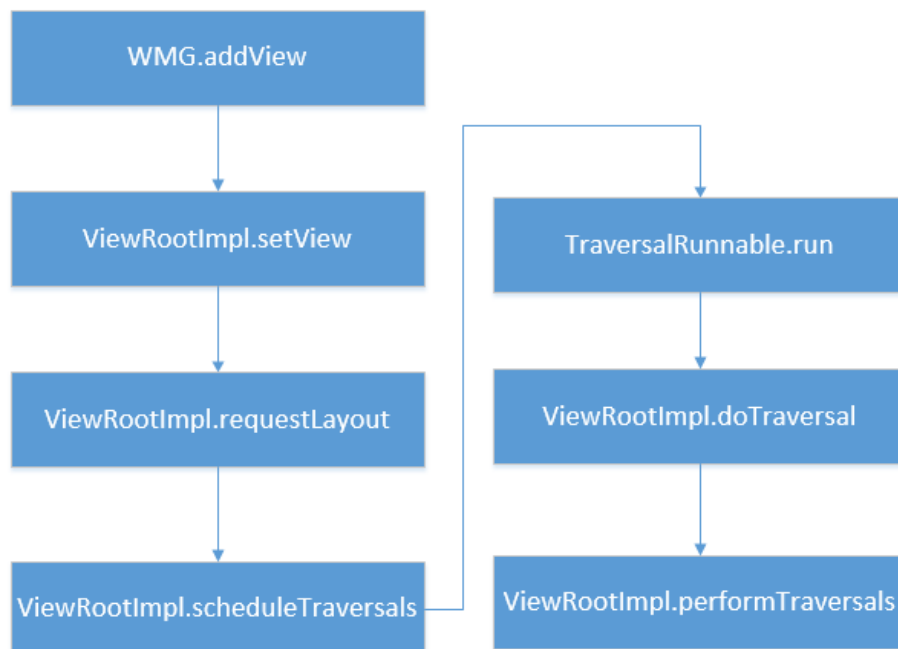 WMG.addView
ViewRootImpl.setView
ViewRootImpl.requestLayout
ViewRootImpl.scheduleTraversals
TraversalRunnable.run
ViewRootImpl.doTraversal
ViewRootImpl.performTraversals